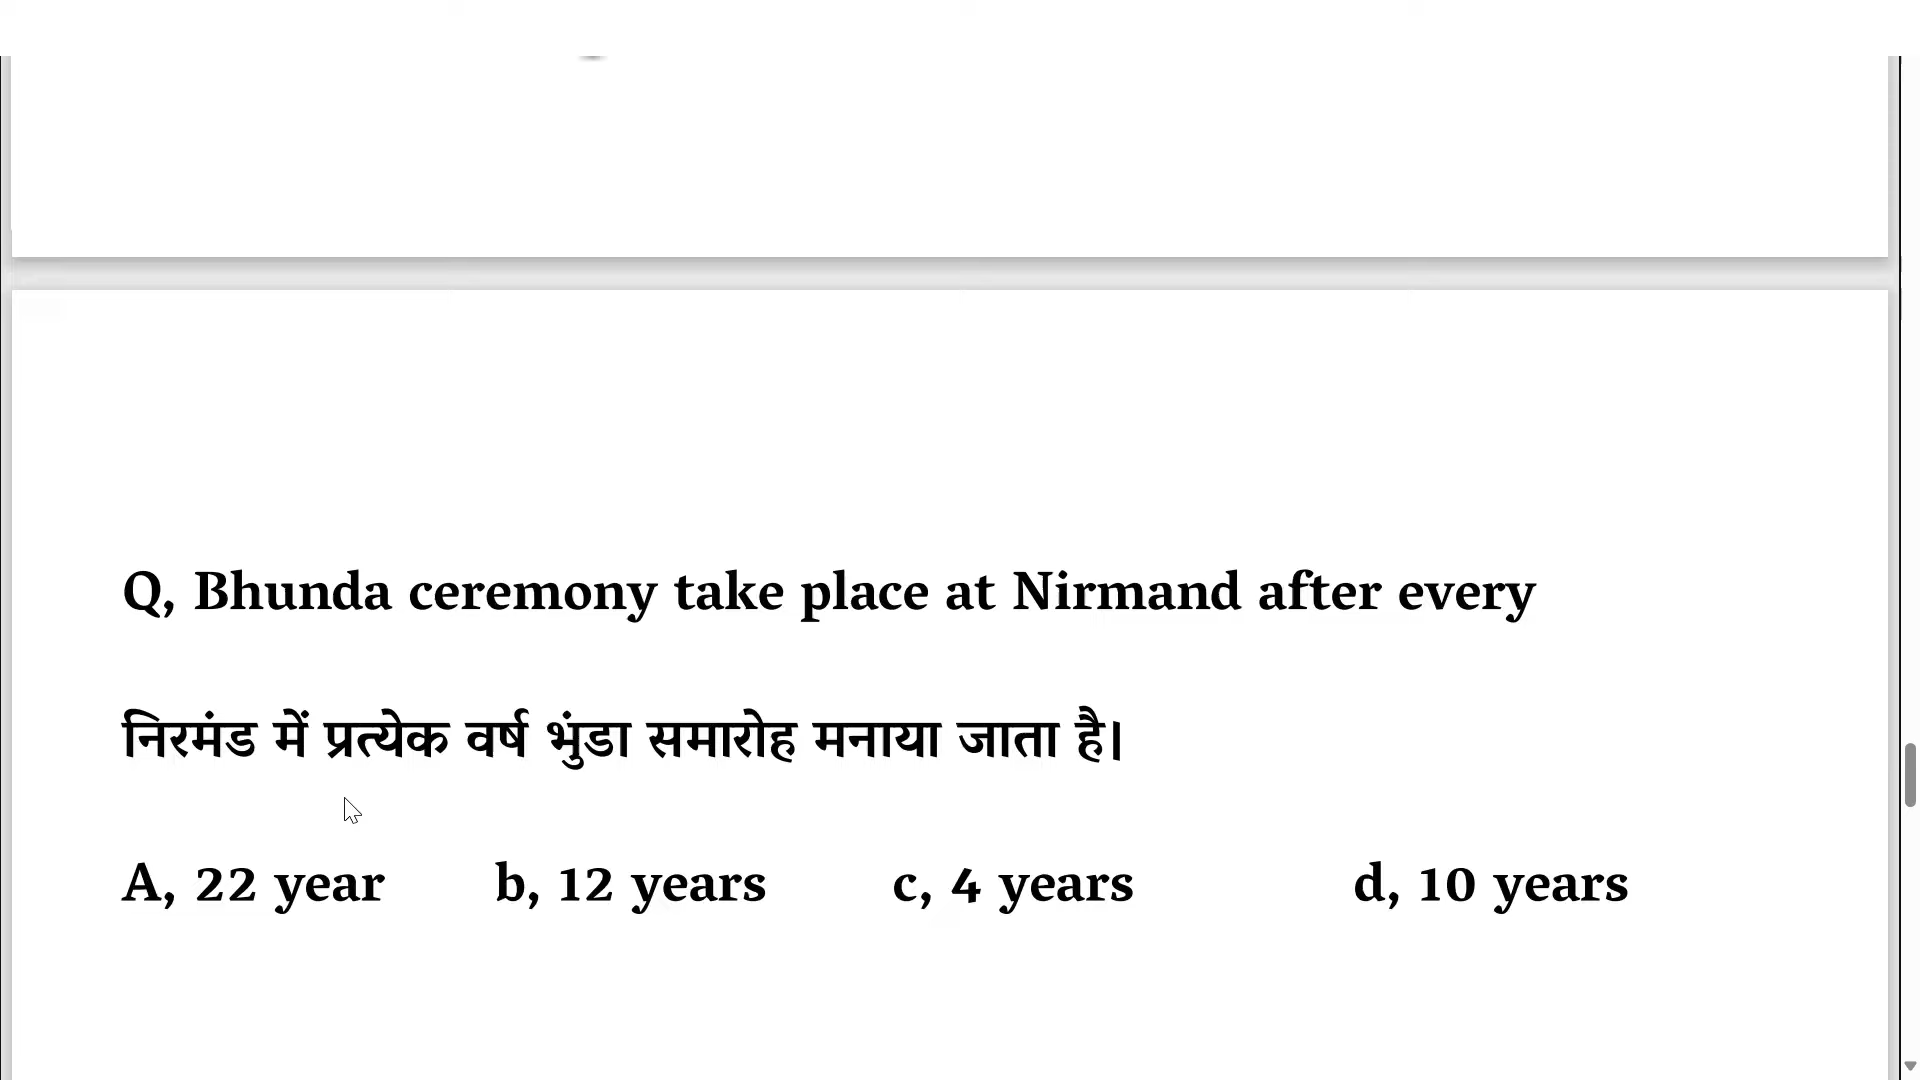 Q, Bhunda ceremony take place at Nirmand after every
निरमंड में प्रत्येक वर्ष भुंडा समारोह मनाया जाता है।
A, 22 year b, 12 years c, 4 years d, 10 years